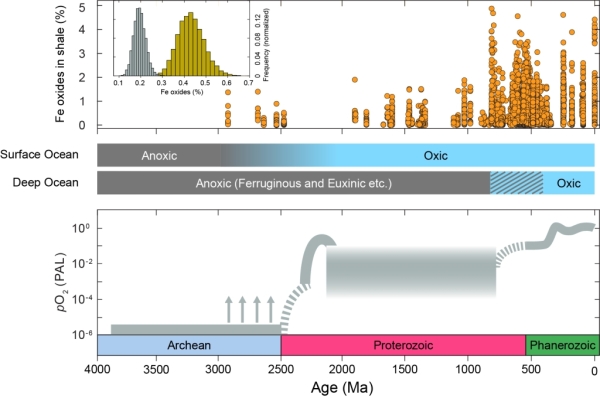 Fe oxides in shale (%)
5
4
3
2
1
0
0.12
0.08
0.04
0
Frequency (normalized)
0.1 0.2 0.3 0.4 0.5 0.6 0.7
Fe oxides (%)
Surface Ocean
Anoxic
Oxic
Deep Ocean
Anoxic (Ferruginous and Euxinic etc.)
Oxic
pO2 (PAL)
10⁰
10⁻²
10⁻⁴
10⁻⁶
Archean
Proterozoic
Phanerozoic
4000 3500 3000 2500 2000 1500 1000 500 0
Age (Ma)